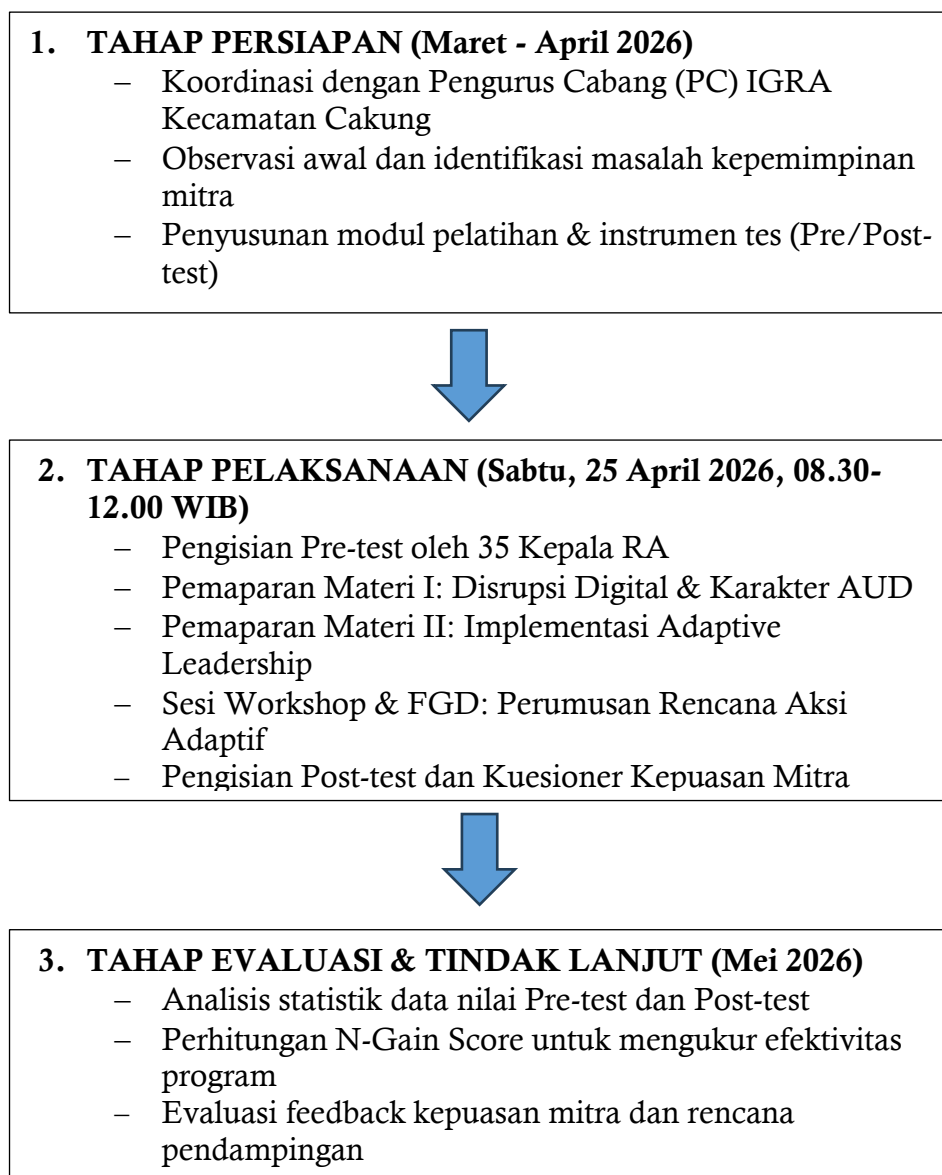 1. TAHAP PERSIAPAN (Maret - April 2026)
– Koordinasi dengan Pengurus Cabang (PC) IGRA
Kecamatan Cakung
– Observasi awal dan identifikasi masalah kepemimpinan
mitra
– Penyusunan modul pelatihan & instrumen tes (Pre/Post-
test)
2. TAHAP PELAKSANAAN (Sabtu, 25 April 2026, 08.30-
12.00 WIB)
– Pengisian Pre-test oleh 35 Kepala RA
– Pemaparan Materi I: Disrupsi Digital & Karakter AUD
– Pemaparan Materi II: Implementasi Adaptive
Leadership
– Sesi Workshop & FGD: Perumusan Rencana Aksi
Adaptif
– Pengisian Post-test dan Kuesioner Kepuasan Mitra
3. TAHAP EVALUASI & TINDAK LANJUT (Mei 2026)
– Analisis statistik data nilai Pre-test dan Post-test
– Perhitungan N-Gain Score untuk mengukur efektivitas
program
– Evaluasi feedback kepuasan mitra dan rencana
pendampingan